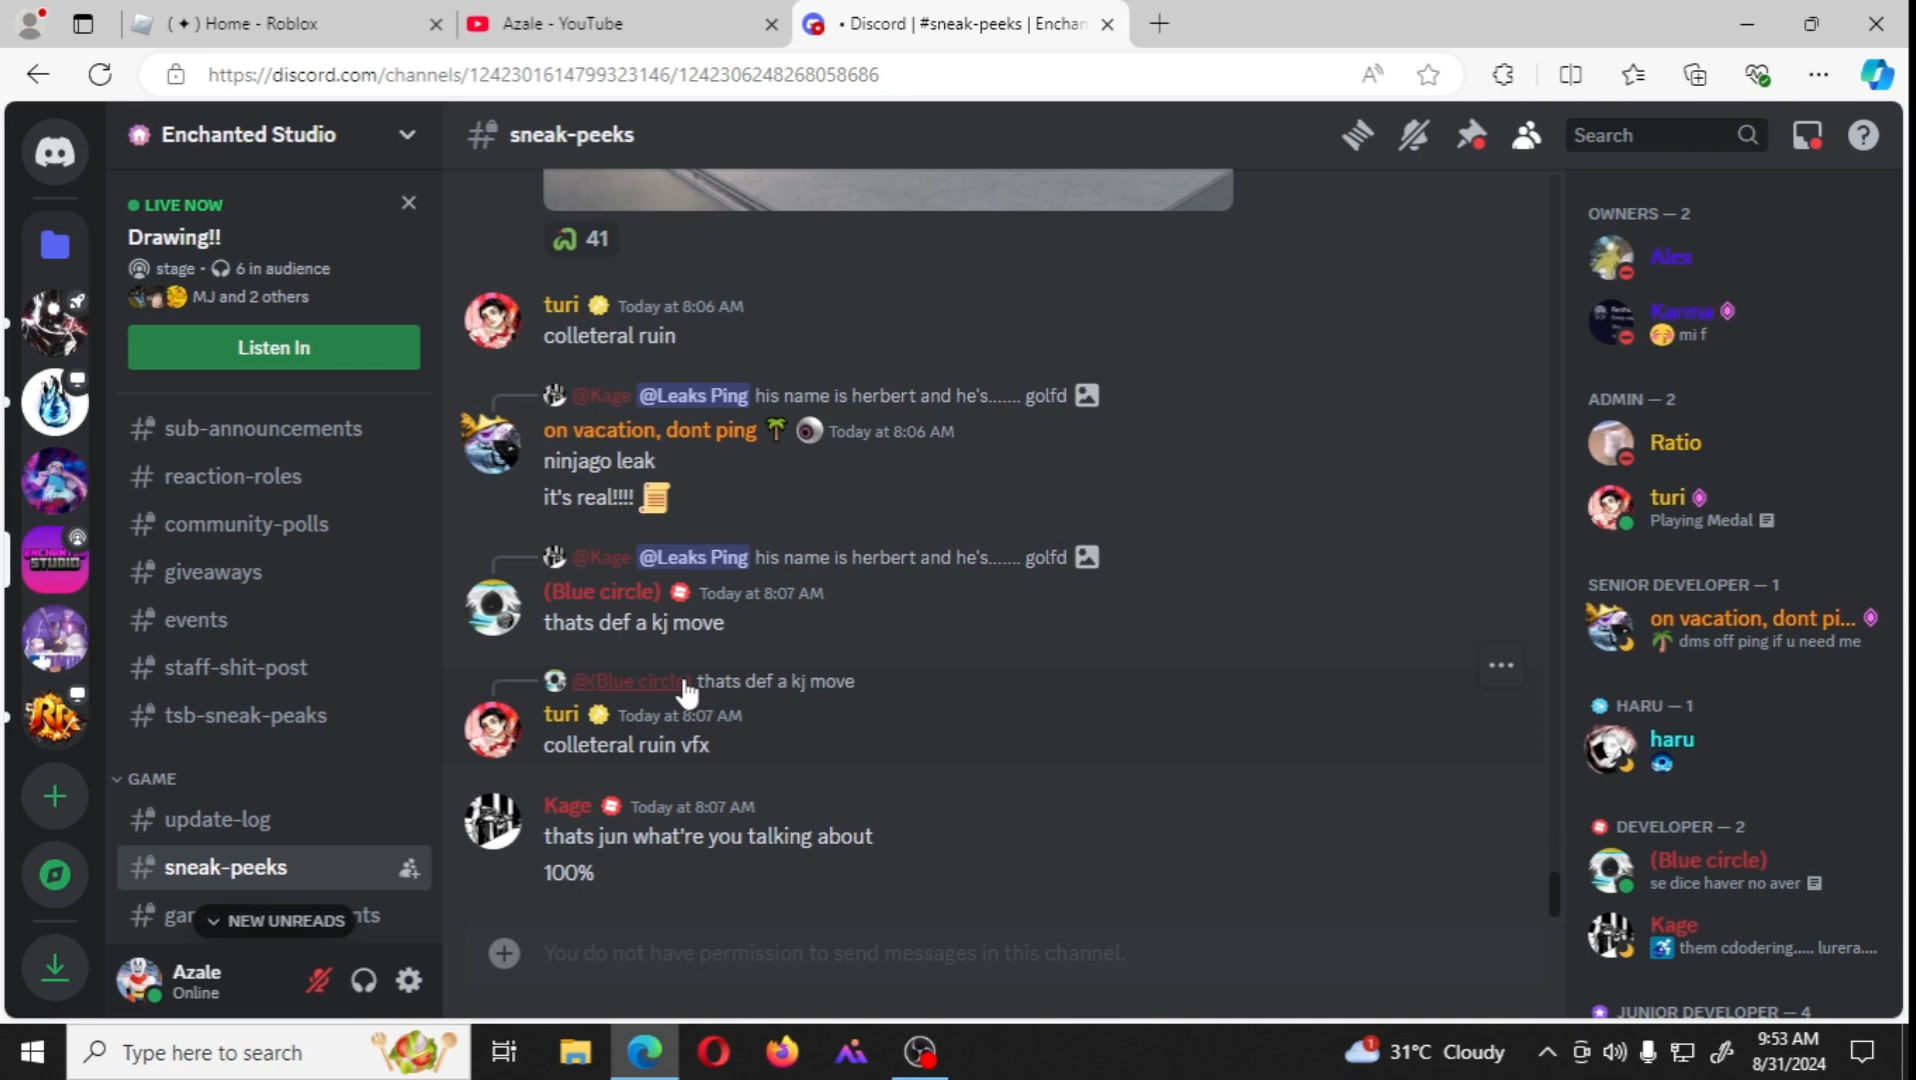 ( ✦ ) Home - Roblox
Azale - YouTube
• Discord | #sneak-peeks | Enchan
https://discord.com/channels/1242301614799323146/1242306248268058686
Enchanted Studio
sneak-peeks
Search
LIVE NOW
Drawing!!
stage • 6 in audience
MJ and 2 others
Listen In
sub-announcements
reaction-roles
community-polls
giveaways
events
staff-shit-post
tsb-sneak-peaks
GAME
update-log
sneak-peeks
NEW UNREADS
Azale
Online
ENCHANTED
STUDIO
41
turi Today at 8:06 AM
colleteral ruin
@Kage @Leaks Ping his name is herbert and he's....... golfd
on vacation, dont ping Today at 8:06 AM
ninjago leak
it's real!!!!
@Kage @Leaks Ping his name is herbert and he's....... golfd
(Blue circle) Today at 8:07 AM
thats def a kj move
@(Blue circle) thats def a kj move
turi Today at 8:07 AM
colleteral ruin vfx
Kage Today at 8:07 AM
thats jun what're you talking about
100%
You do not have permission to send messages in this channel.
OWNERS — 2
Alex
Karma
mi f
ADMIN — 2
Ratio
turi
Playing Medal
SENIOR DEVELOPER — 1
on vacation, dont pi...
dms off ping if u need me
HARU — 1
haru
DEVELOPER — 2
(Blue circle)
se dice haver no aver
Kage
them cdodering..... lurera....
JUNIOR DEVELOPER — 4
Type here to search
31°C Cloudy
9:53 AM
8/31/2024